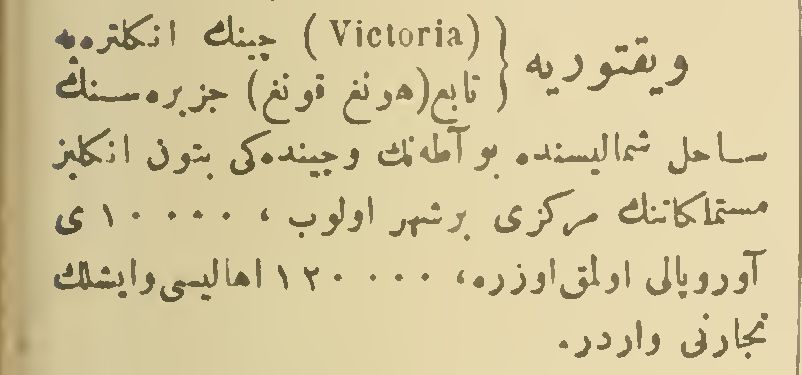 ویقتوریه { (Victoria) چینك انكلتره‌یه
{ تابع (هونغ قونغ) جزیره‌سنك
ساحل شمالیسنده بو آطه‌نك وچینده‌كی بتون انكلیز
مستملكاتنك مركزی برشهر اولوب ، ۱۰۰۰۰ ی
آوروپالی اولمق اوزره، ۱۲۰۰۰۰ اهالیسی وایشلك
تجارتی واردر.